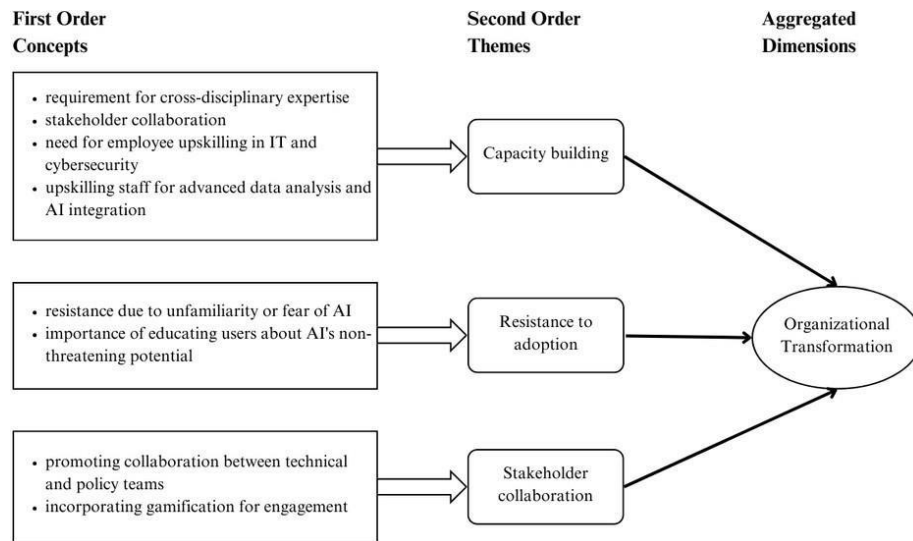 First Order
Concepts
Second Order
Themes
Aggregated
Dimensions
• requirement for cross-disciplinary expertise
• stakeholder collaboration
• need for employee upskilling in IT and
cybersecurity
• upskilling staff for advanced data analysis and
AI integration
Capacity building
• resistance due to unfamiliarity or fear of AI
• importance of educating users about AI's non-
threatening potential
Resistance to
adoption
Organizational
Transformation
• promoting collaboration between technical
and policy teams
• incorporating gamification for engagement
Stakeholder
collaboration